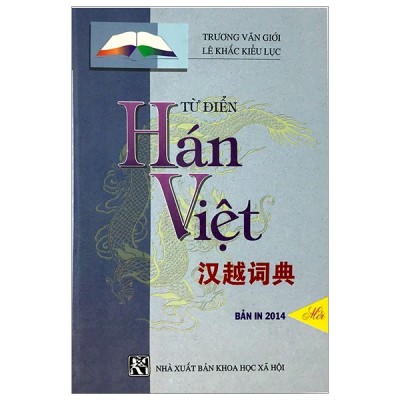 TRƯƠNG VĂN GIỚI
LÊ KHẮC KIỀU LỤC
TỪ ĐIỂN
Hán
Việt
汉越词典
BẢN IN 2014
Mới
NHÀ XUẤT BẢN KHOA HỌC XÃ HỘI